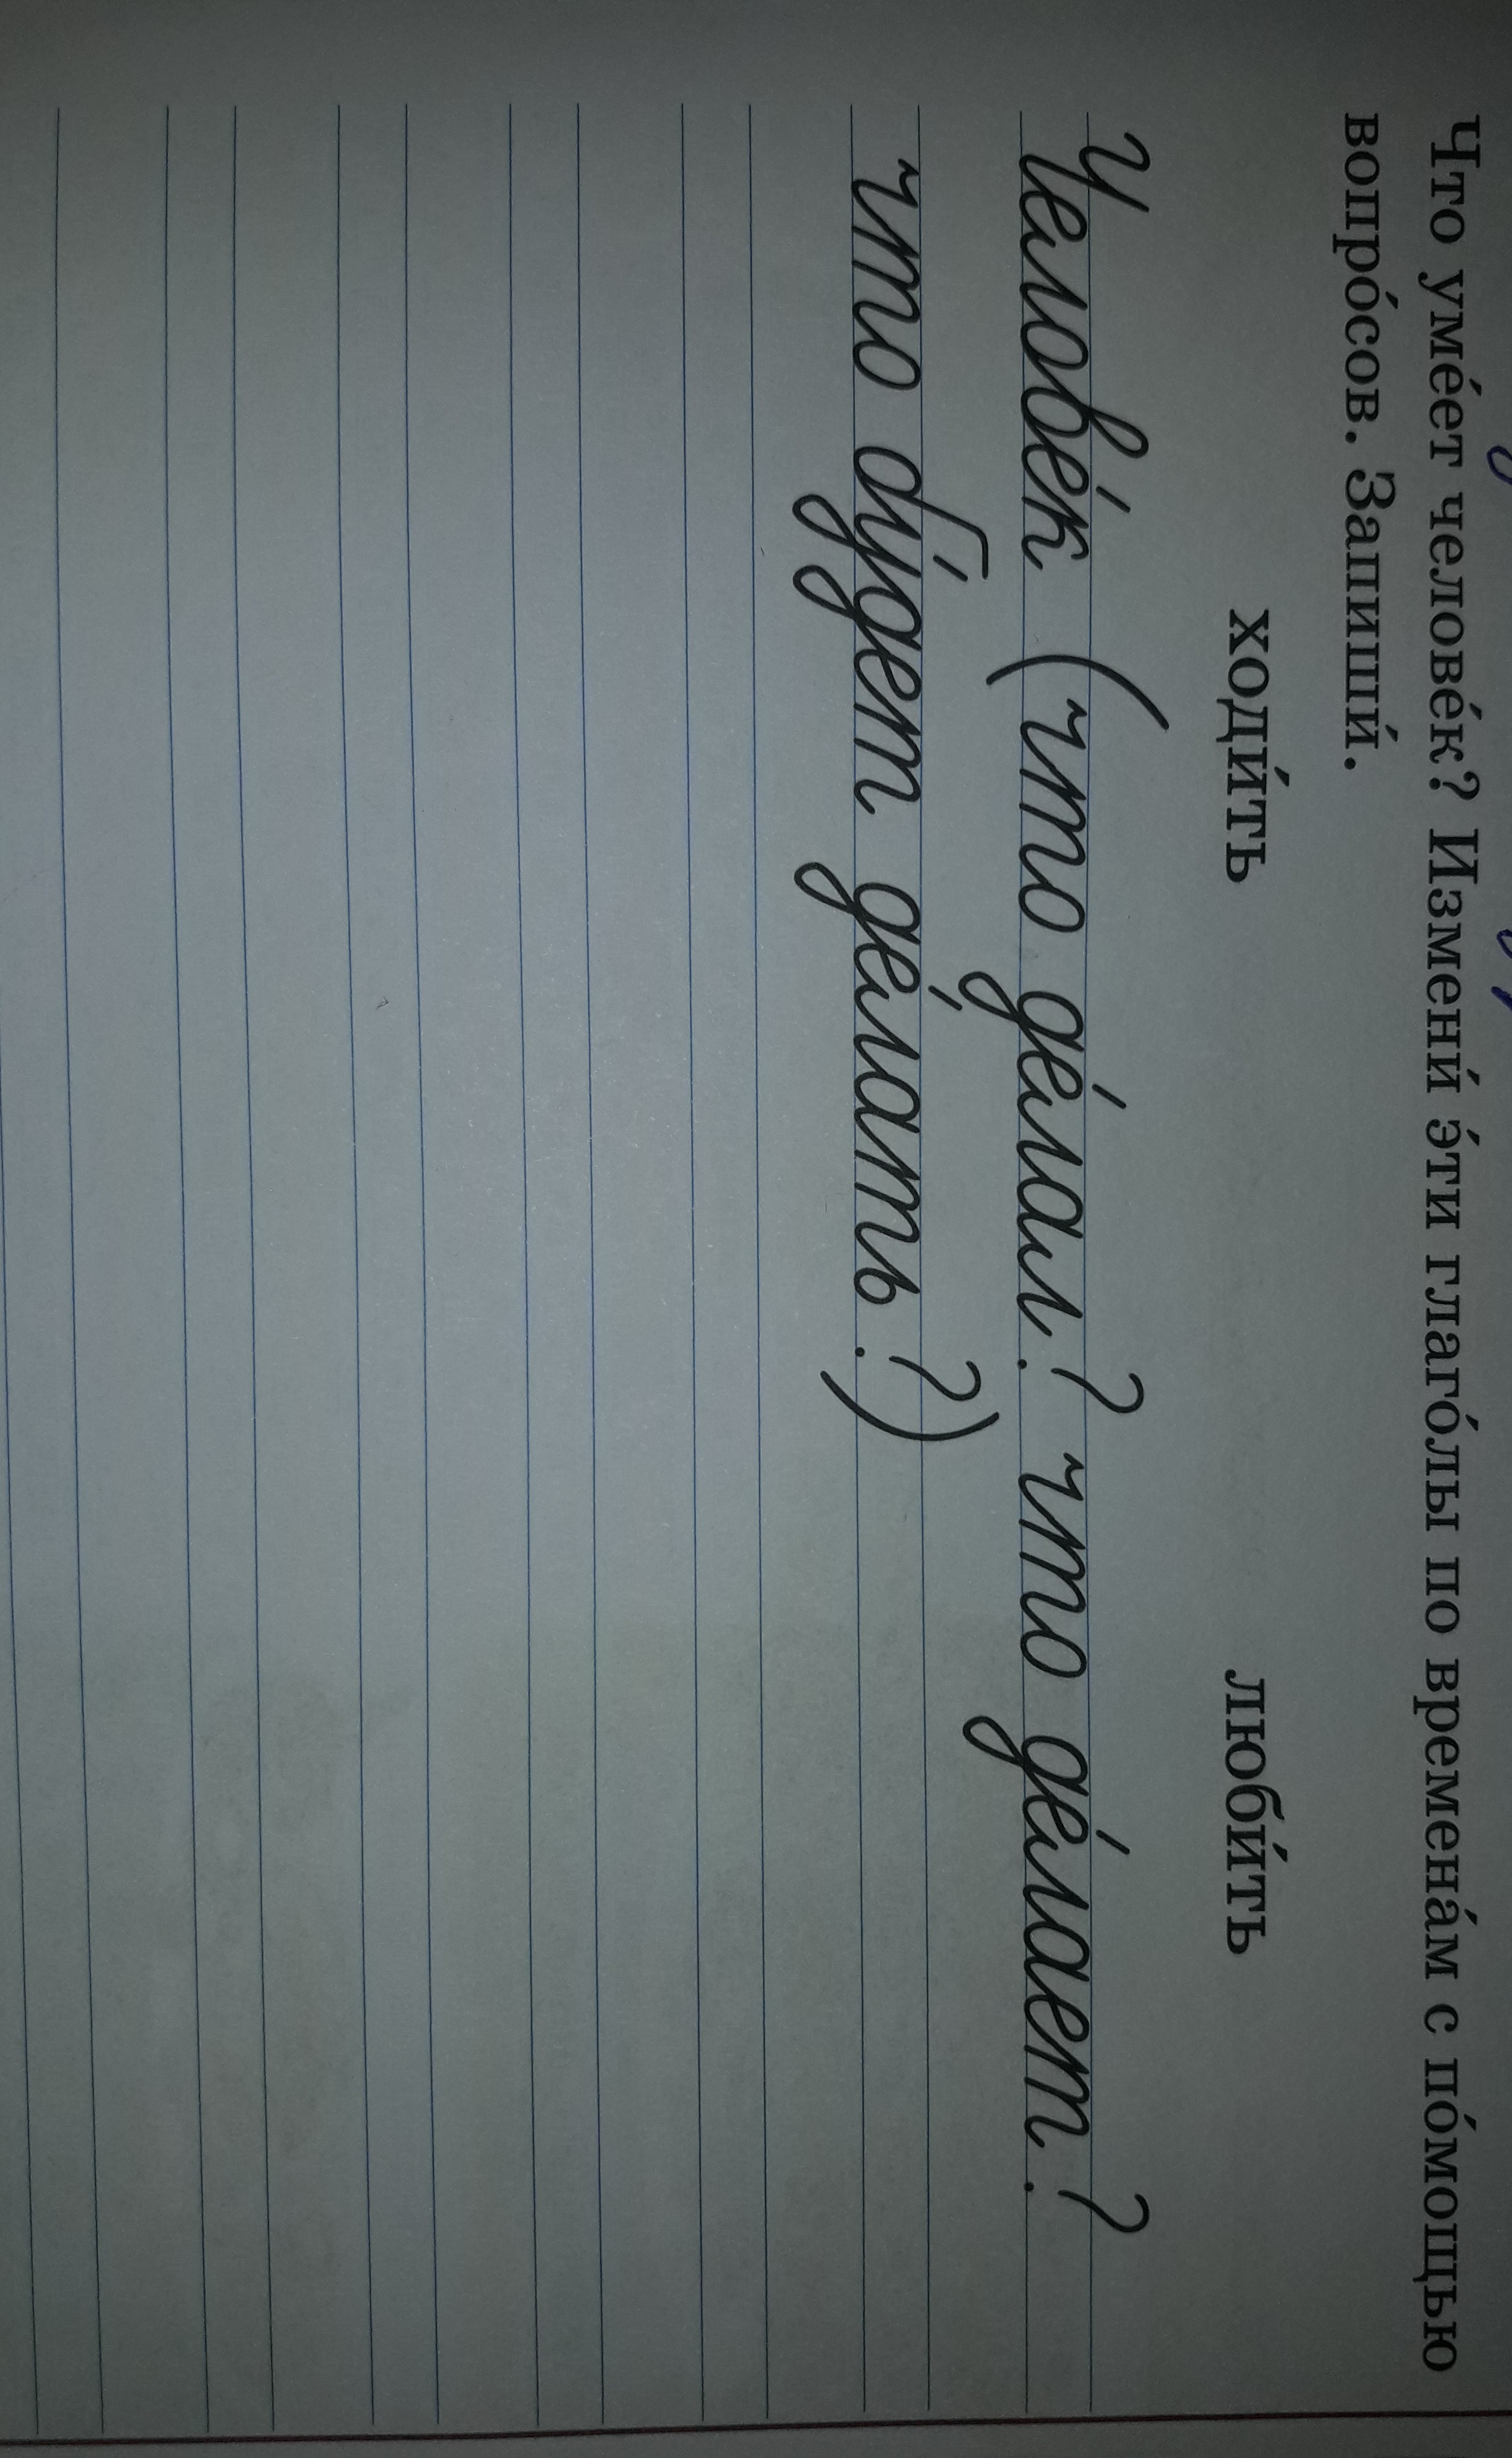 Что уме́ет челове́к? Измени́ э́ти глаго́лы по времена́м с по́мощью
вопро́сов. Запиши́.
ходи́ть люби́ть
Челове́к (что де́лал? что де́лает?
что бу́дет де́лать?)